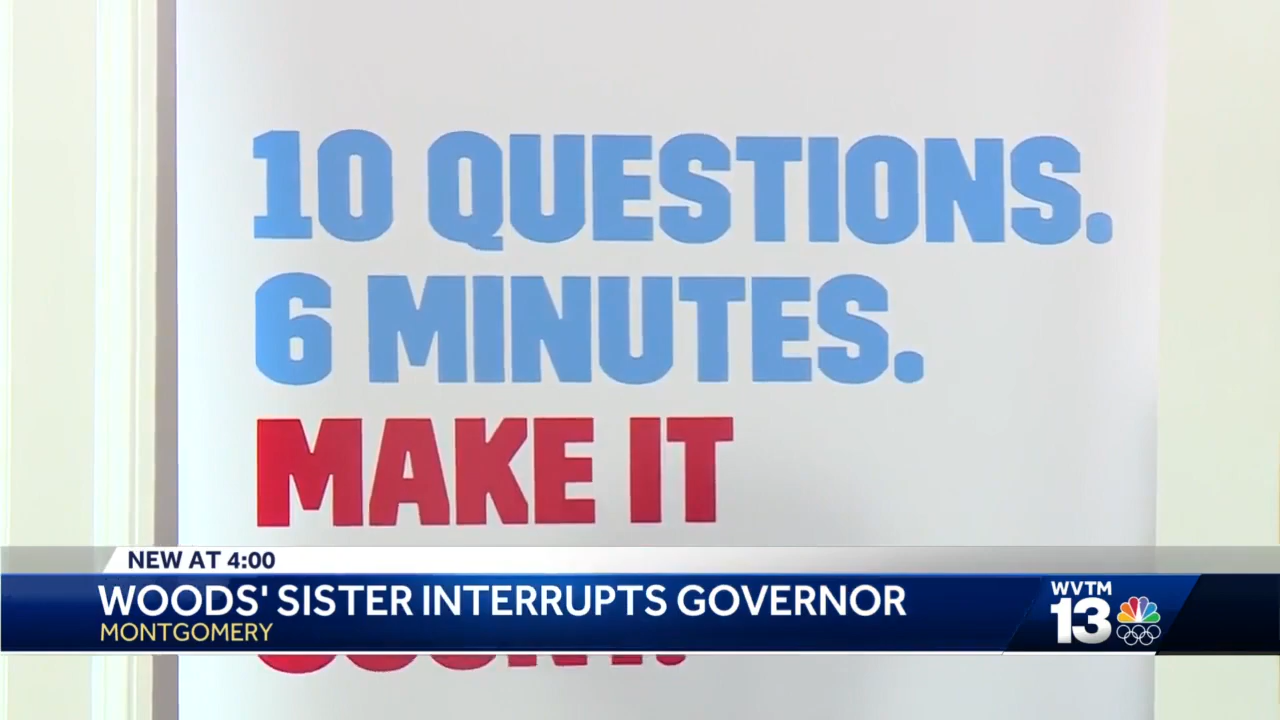 10 QUESTIONS.
6 MINUTES.
MAKE IT
NEW AT 4:00
WOODS' SISTER INTERRUPTS GOVERNOR
MONTGOMERY
WVTM
13